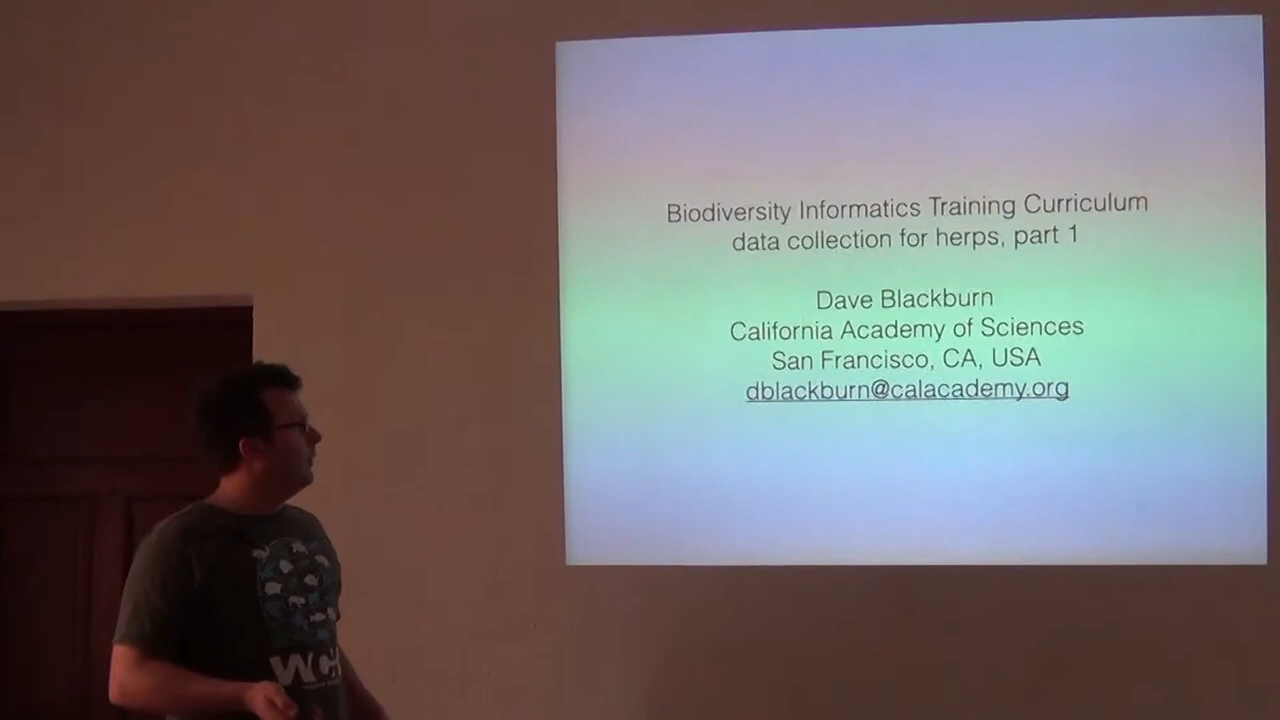 Biodiversity Informatics Training Curriculum
data collection for herps, part 1
Dave Blackburn
California Academy of Sciences
San Francisco, CA, USA
dblackburn@calacademy.org